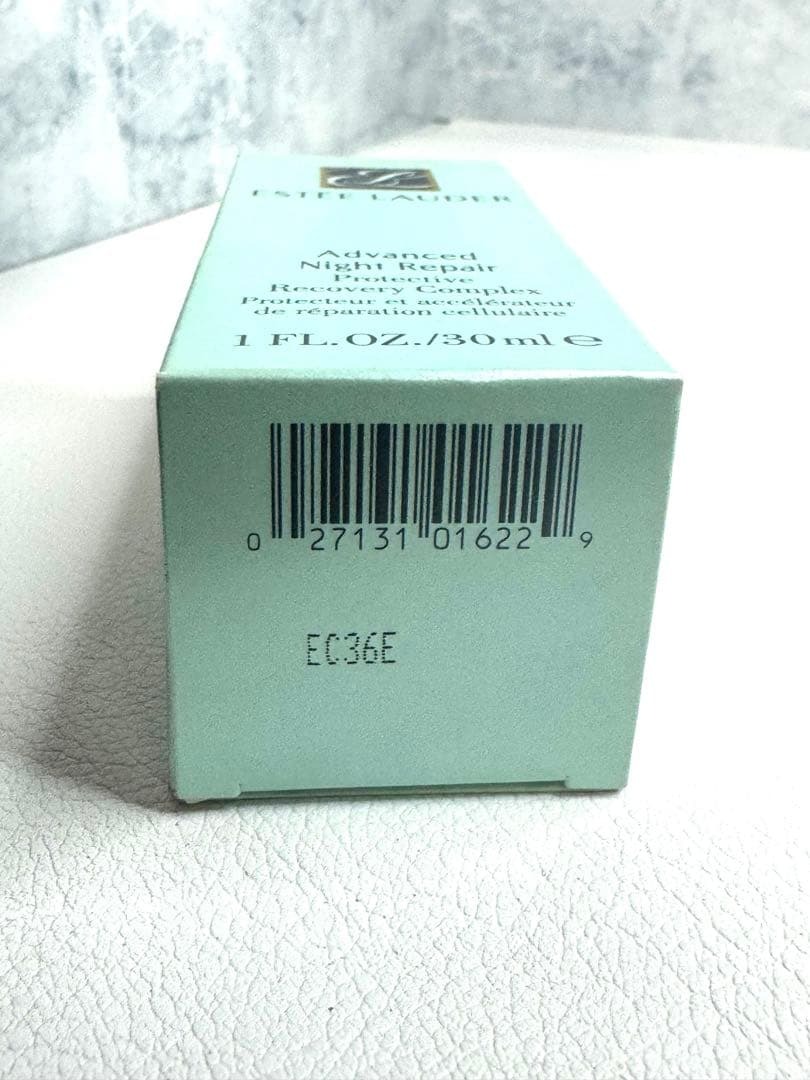 ESTĒE LAUDER
Advanced
Night Repair
Protective
Recovery Complex
Protecteur et accélérateur
de réparation cellulaire
1 FL.OZ./30 ml ℮
0 27131 01622 9
EC36E